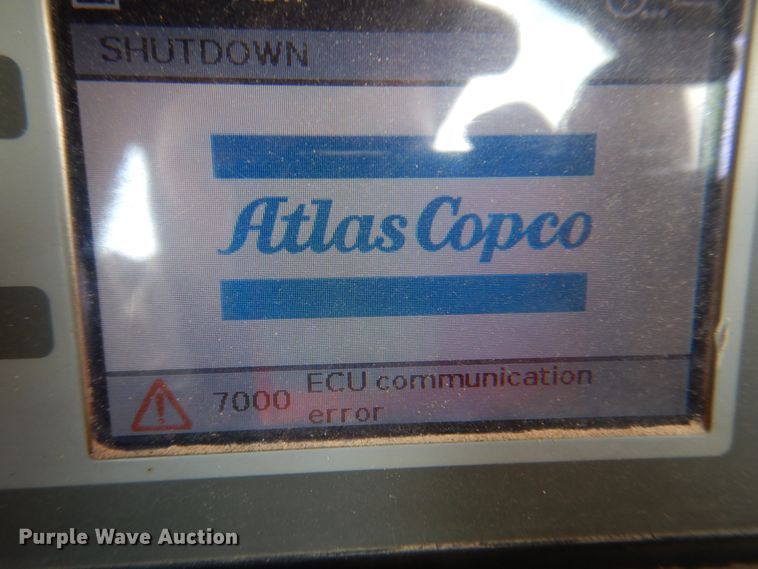 SHUTDOWN
Atlas Copco
7000 ECU communication
error
Purple Wave Auction